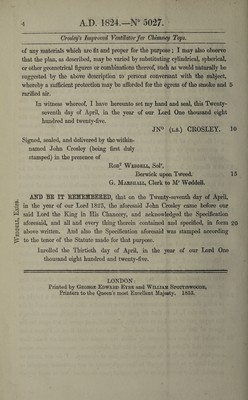 4 A.D. 1824.—Nº 5027.
Crosley's Improved Ventilator for Chimney Tops.
of any materials which are fit and proper for the purpose; I may also observe
that the plan, as described, may be varied by substituting cylindrical, spherical,
or other geometrical figures or combinations thereof, such as would naturally be
suggested by the above description to persons conversant with the subject,
whereby a sufficient protection may be afforded for the egress of the smoke and 5
rarified air.
In witness whereof, I have hereunto set my hand and seal, this Twenty-
seventh day of April, in the year of our Lord One thousand eight
hundred and twenty-five.
JNº (L.S.) CROSLEY. 10
Signed, sealed, and delivered by the within-
named John Crosley (being first duly
stamped) in the presence of
Robt WEDDELL, Solr,
Berwick upon Tweed. 15
G. MARSHALL, Clerk to Mr Weddell.
AND BE IT REMEMBERED, that on the Twenty-seventh day of April,
in the year of our Lord 1825, the aforesaid John Crosley came before our
said Lord the King in His Chancery, and acknowledged the Specification
aforesaid, and all and every thing therein contained and specified, in form 20
above written. And also the Specification aforesaid was stamped according
to the tenor of the Statute made for that purpose.
Inrolled the Thirtieth day of April, in the year of our Lord One
thousand eight hundred and twenty-five.
LONDON:
Printed by GEORGE EDWARD EYRE and WILLIAM SPOTTISWOODE,
Printers to the Queen's most Excellent Majesty. 1855.